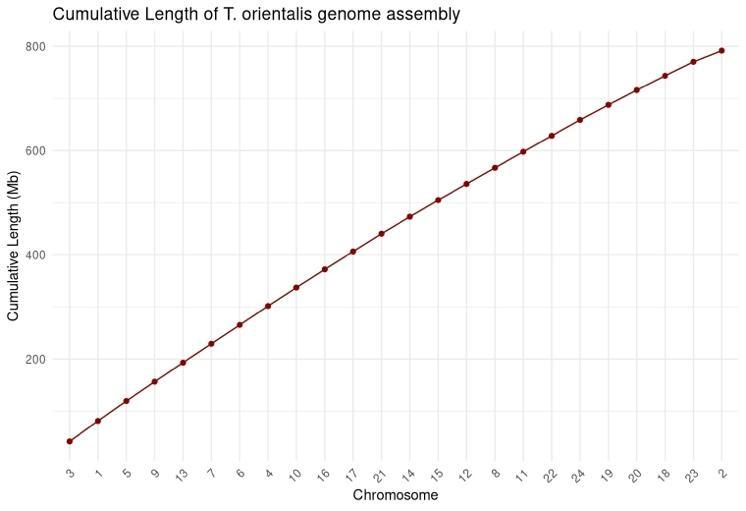 Cumulative Length of T. orientalis genome assembly
800
600
400
200
Cumulative Length (Mb)
3 1 5 9 13 7 6 4 10 16 17 21 14 15 12 8 11 22 24 19 20 18 23 2
Chromosome